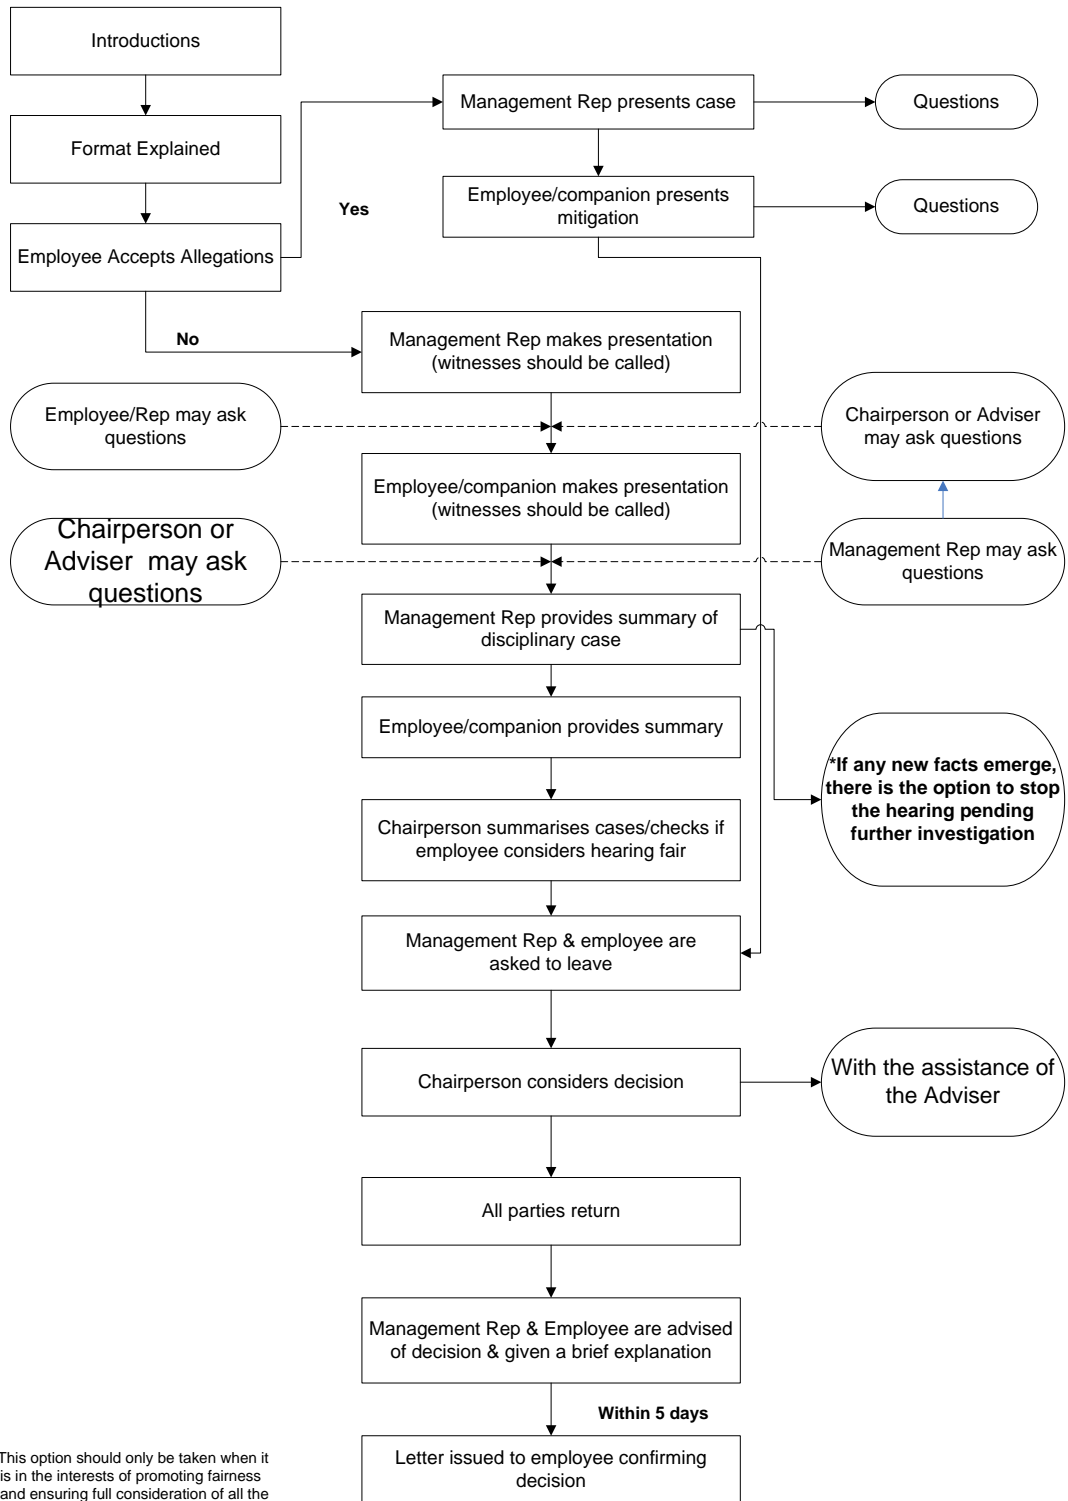 Introductions
Management Rep presents case
Questions
Format Explained
Employee/companion presents
mitigation
Questions
Yes
Employee Accepts Allegations
No
Management Rep makes presentation
(witnesses should be called)
Employee/Rep may ask
questions
Chairperson or Adviser
may ask questions
Employee/companion makes presentation
(witnesses should be called)
Chairperson or
Adviser may ask
questions
Management Rep may ask
questions
Management Rep provides summary of
disciplinary case
Employee/companion provides summary
*If any new facts emerge,
there is the option to stop
the hearing pending
further investigation
Chairperson summarises cases/checks if
employee considers hearing fair
Management Rep & employee are
asked to leave
Chairperson considers decision
With the assistance of
the Adviser
All parties return
Management Rep & Employee are advised
of decision & given a brief explanation
Within 5 days
Letter issued to employee confirming
decision
This option should only be taken when it
is in the interests of promoting fairness
and ensuring full consideration of all the